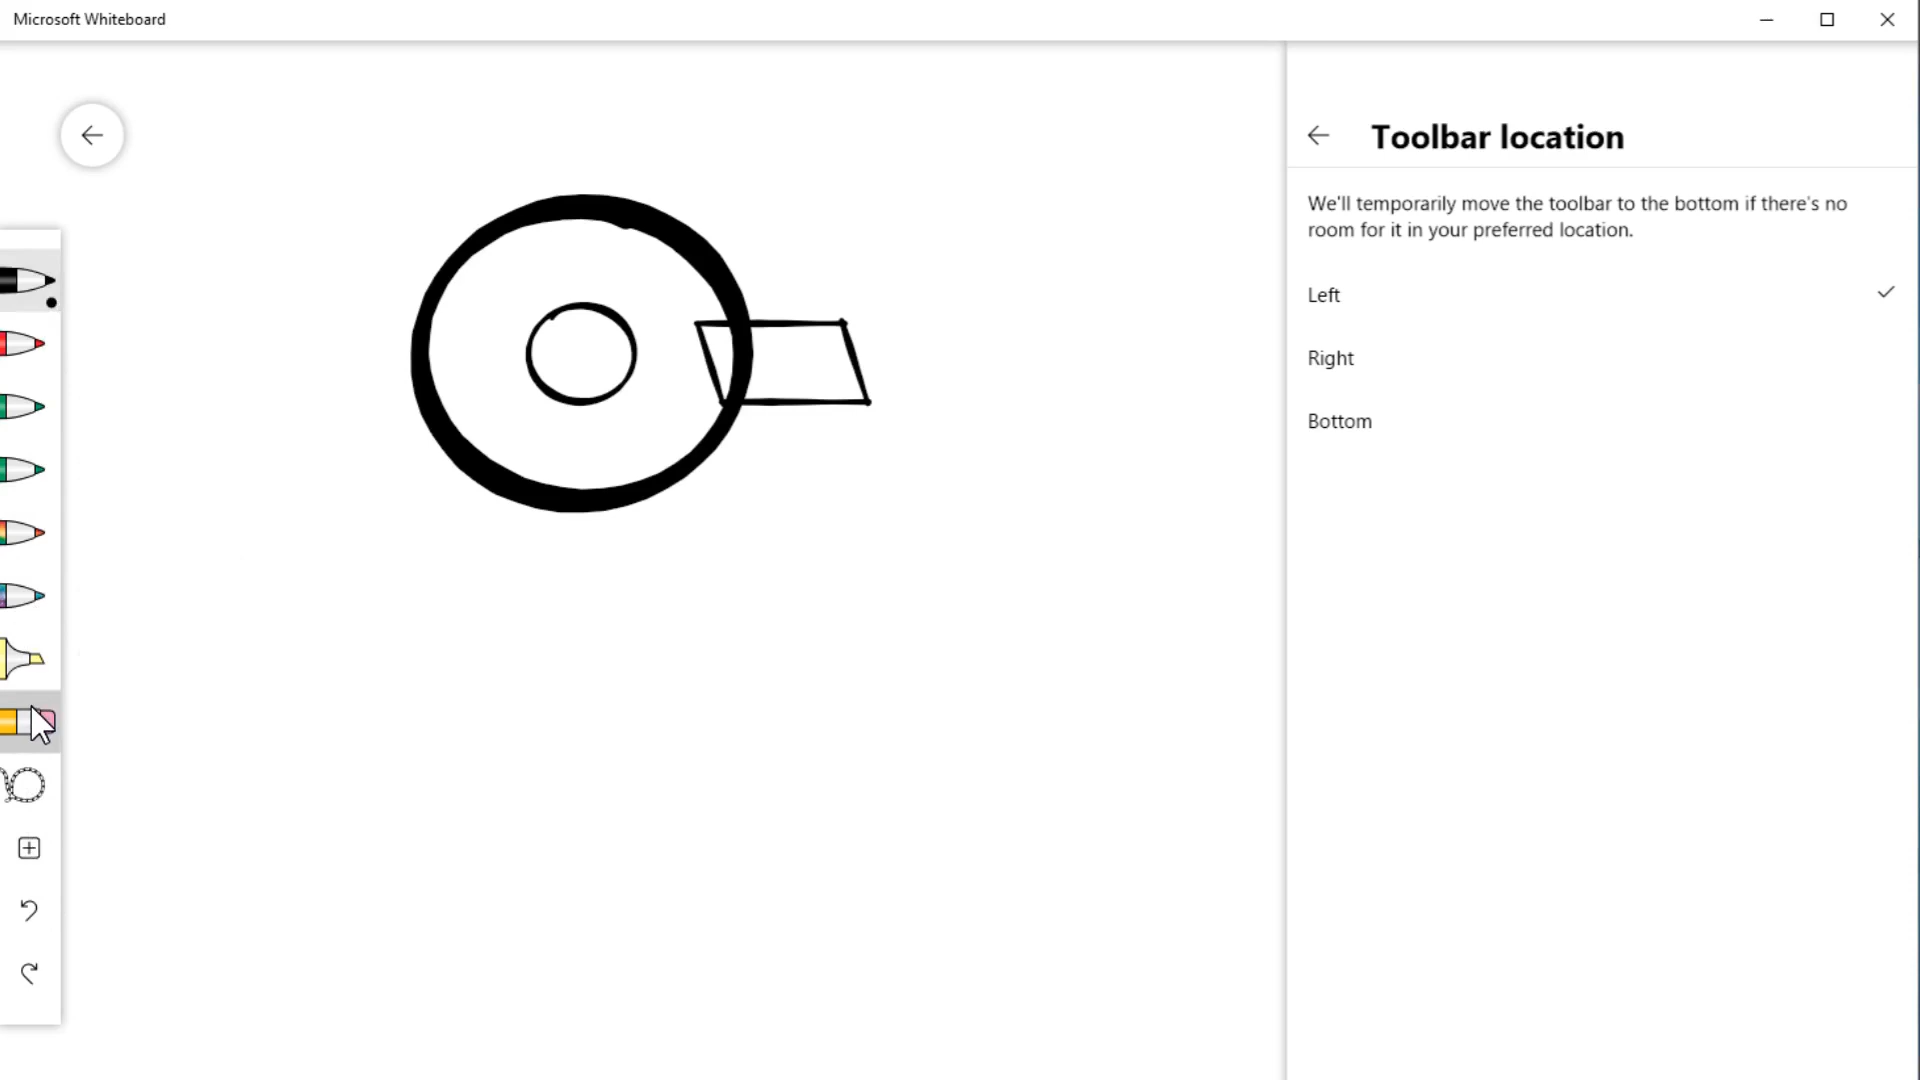 Microsoft Whiteboard
Toolbar location
We'll temporarily move the toolbar to the bottom if there's no
room for it in your preferred location.
Left
Right
Bottom